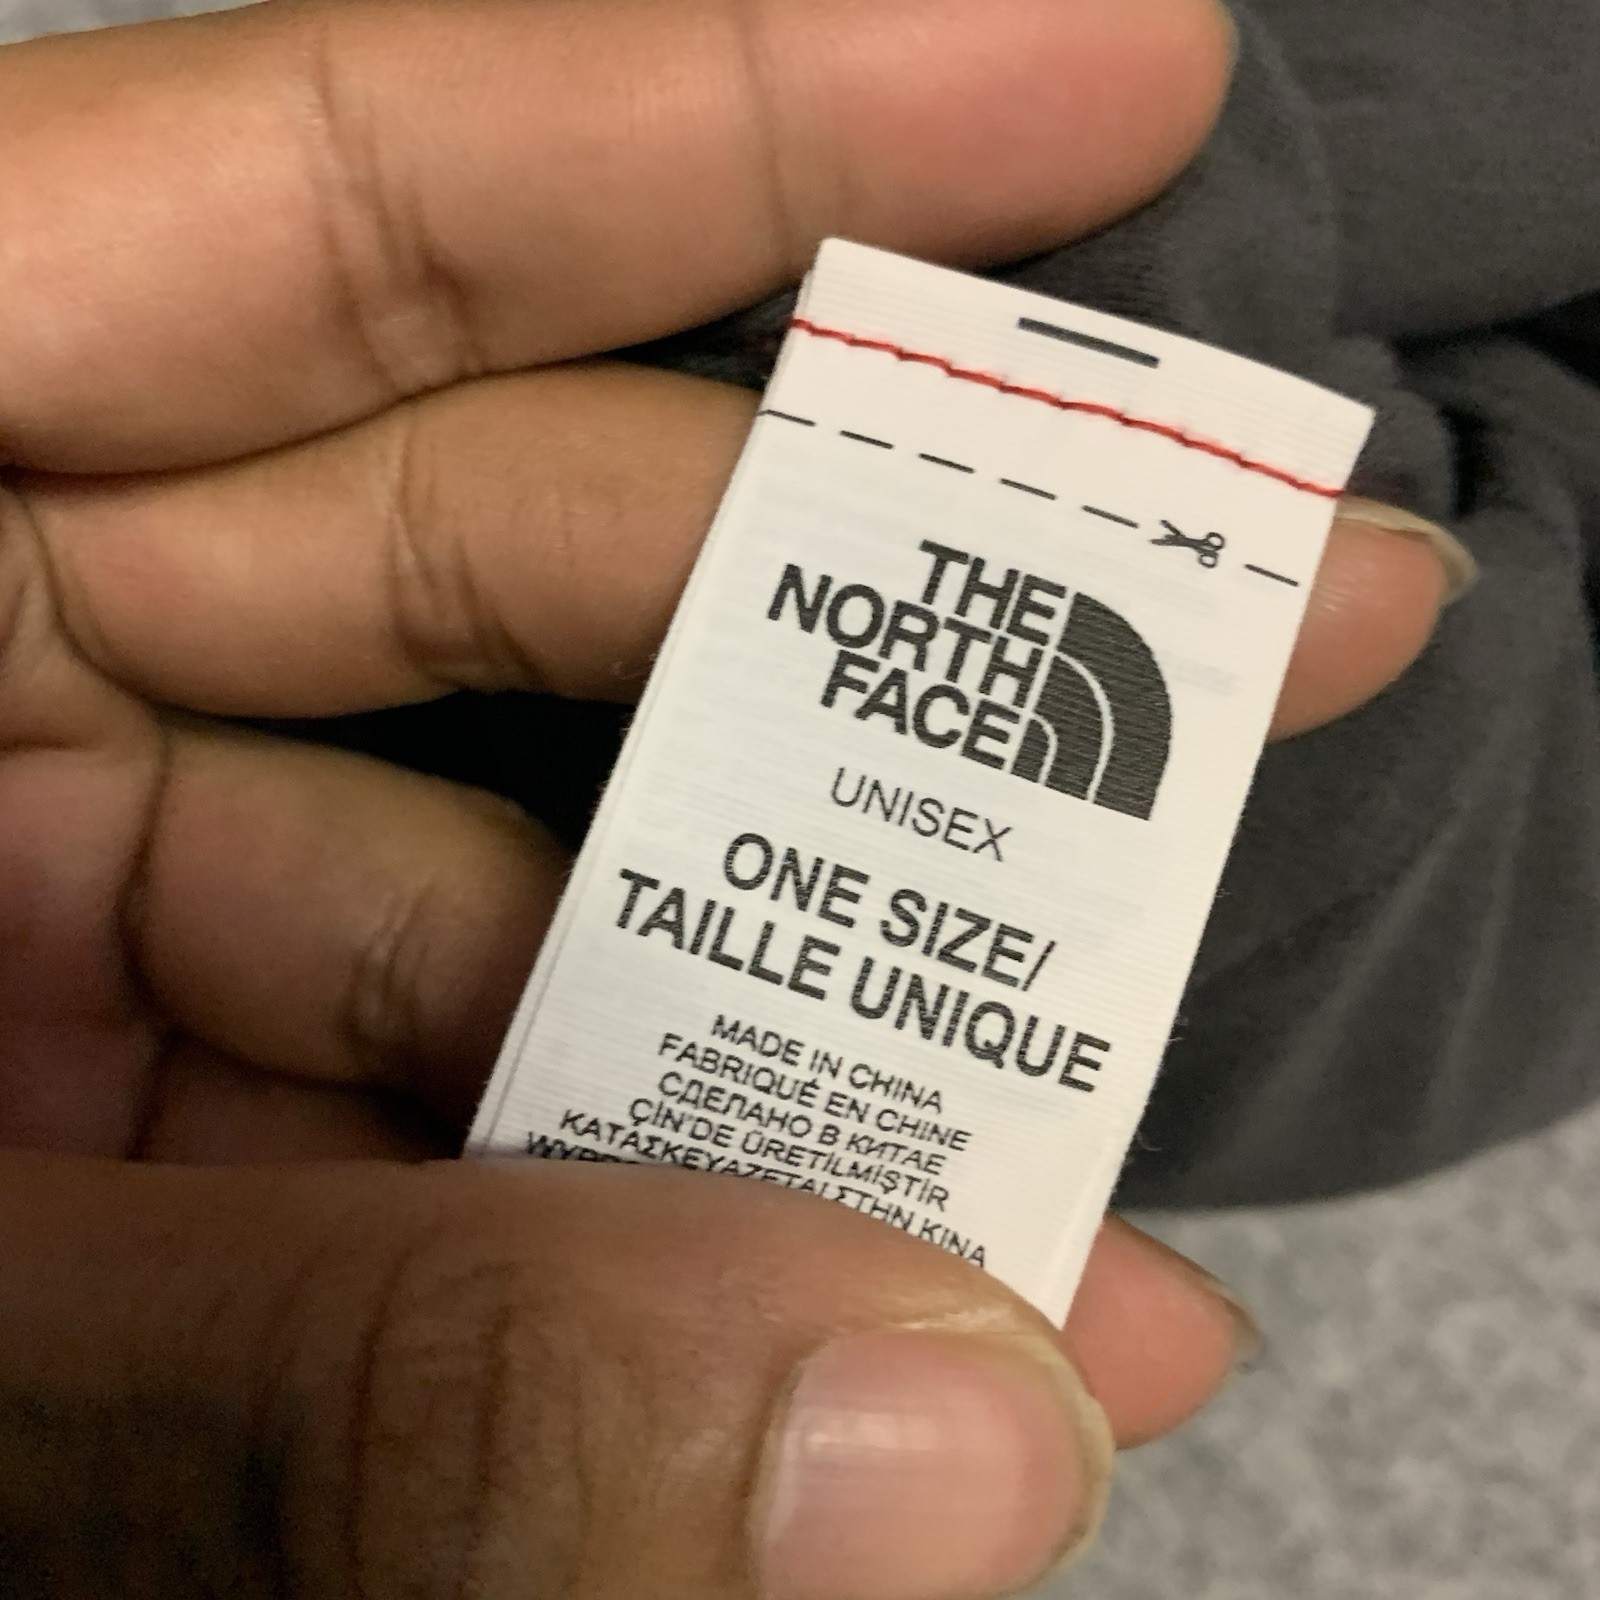 THE
NORTH
FACE
UNISEX
ONE SIZE/
TAILLE UNIQUE
MADE IN CHINA
FABRIQUÉ EN CHINE
СДЕЛАНО В КИТАЕ
ÇİN'DE ÜRETİLMİŞTİR
ΚΑΤΑΣΚΕΥΑΖΕΤΑΙ ΣΤΗΝ ΚΙΝΑ